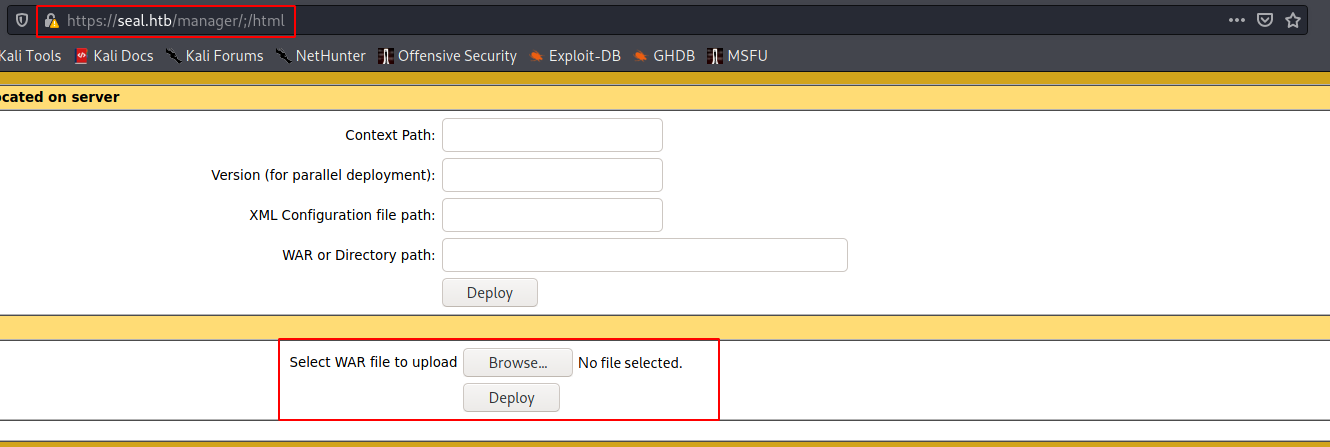 https://seal.htb/manager/;/html
Kali Tools Kali Docs Kali Forums NetHunter Offensive Security Exploit-DB GHDB MSFU
ocated on server
Context Path:
Version (for parallel deployment):
XML Configuration file path:
WAR or Directory path:
Deploy
Select WAR file to upload Browse... No file selected.
Deploy